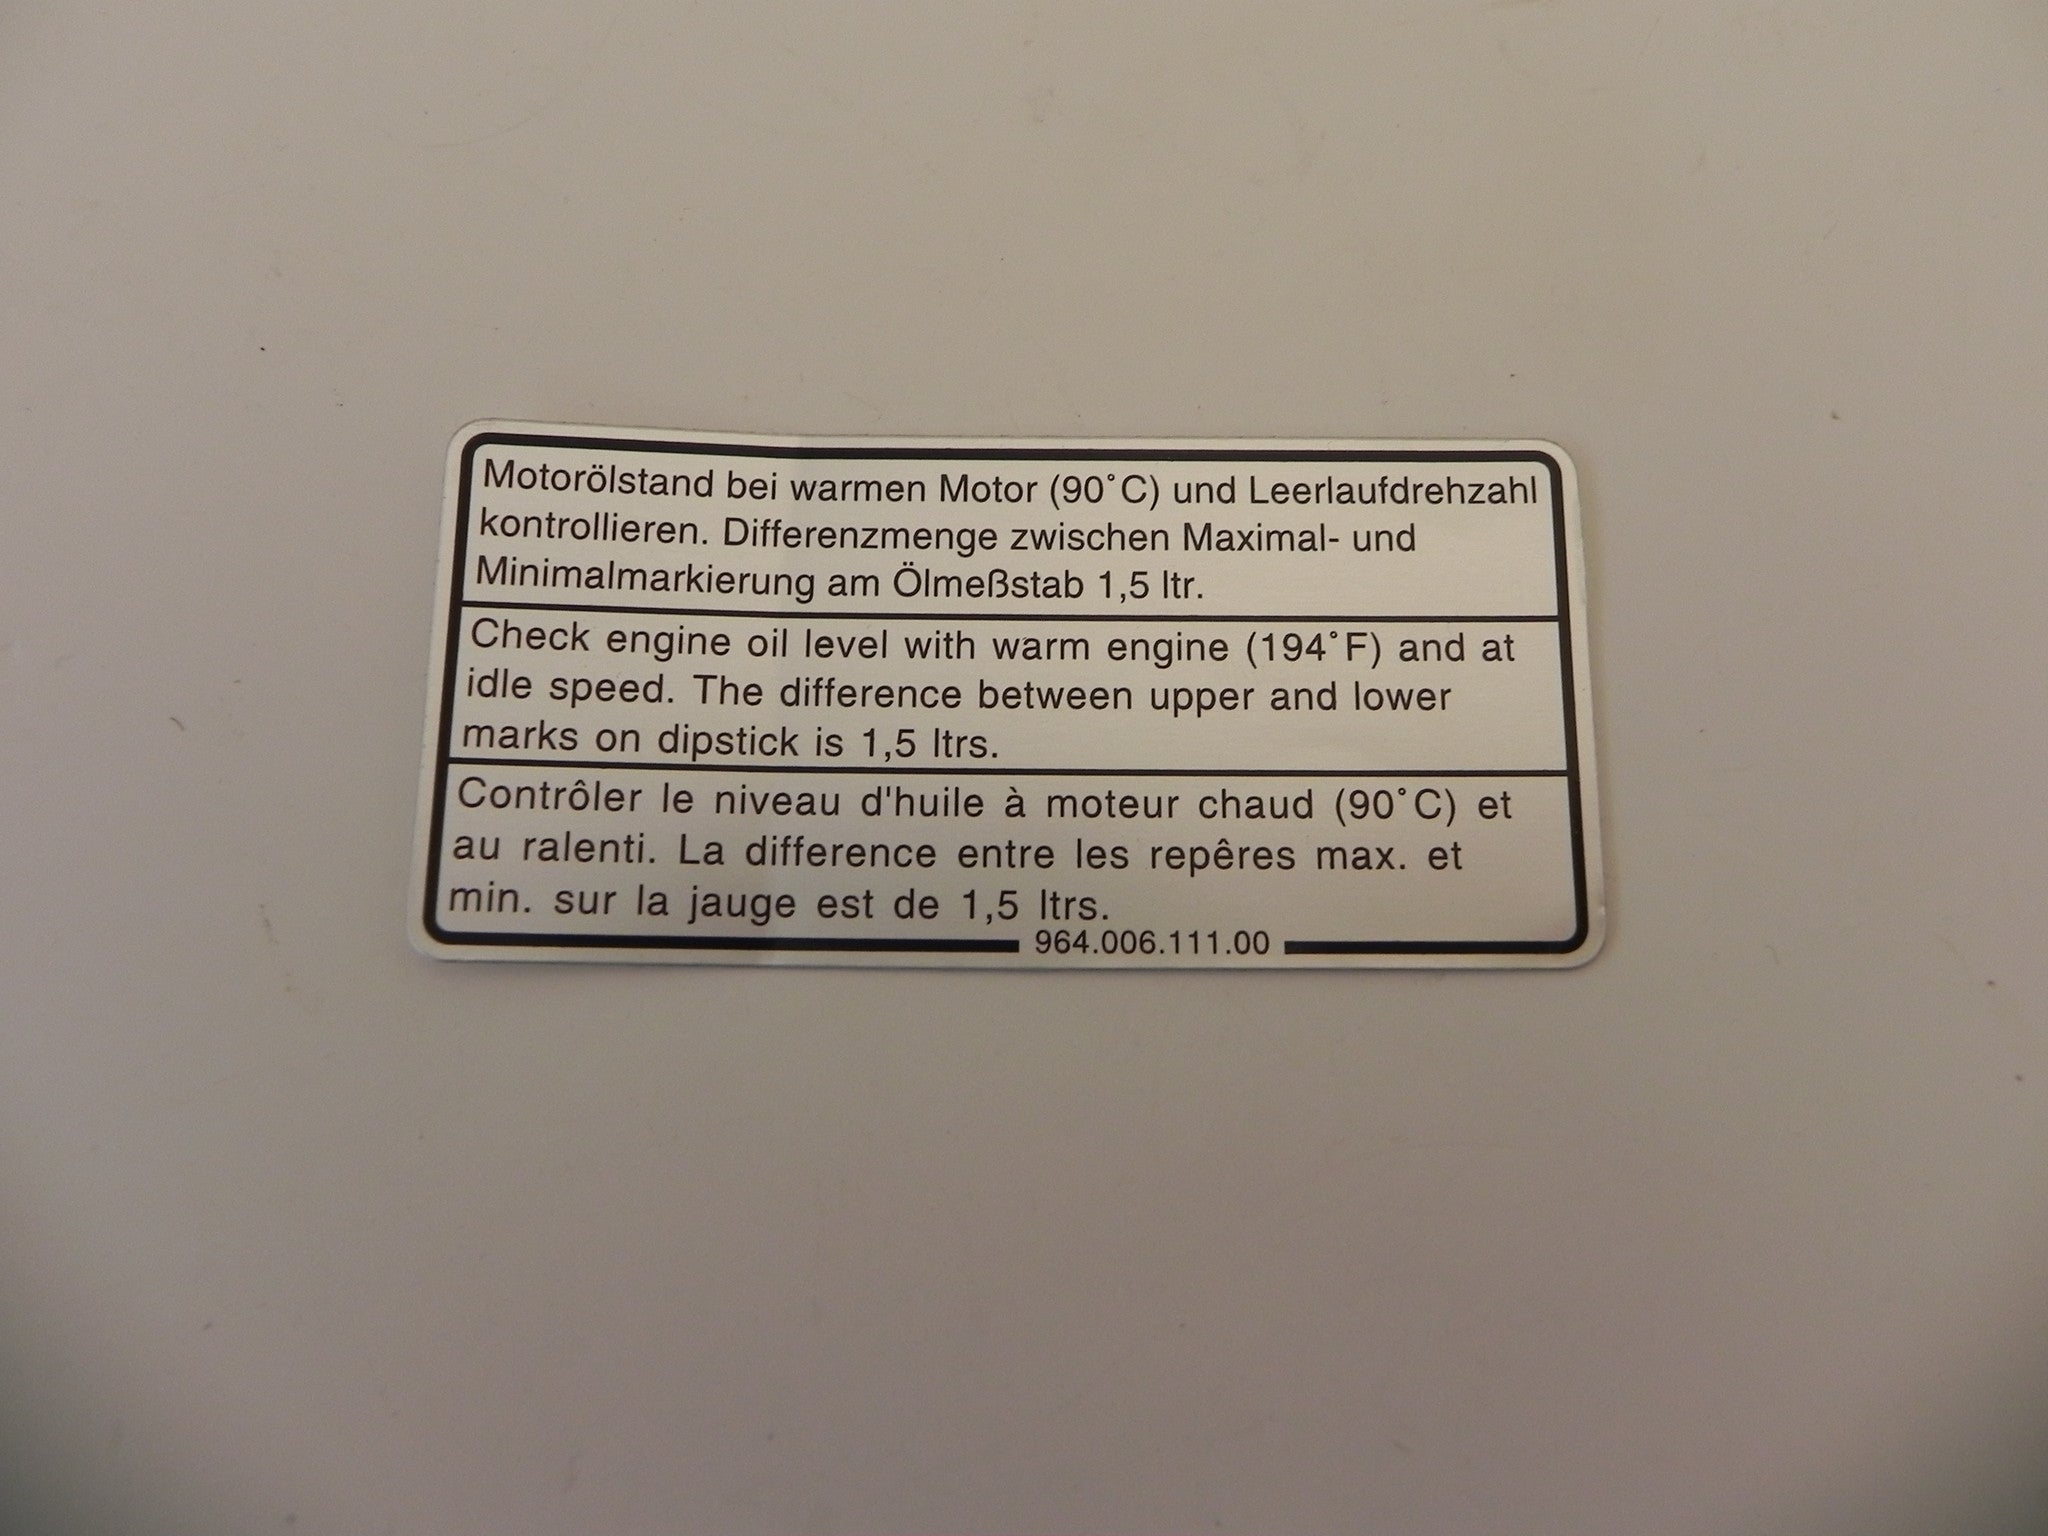 Motorölstand bei warmen Motor (90°C) und Leerlaufdrehzahl
kontrollieren. Differenzmenge zwischen Maximal- und
Minimalmarkierung am Ölmeßstab 1,5 ltr.
Check engine oil level with warm engine (194°F) and at
idle speed. The difference between upper and lower
marks on dipstick is 1,5 ltrs.
Contrôler le niveau d'huile à moteur chaud (90°C) et
au ralenti. La difference entre les repêres max. et
min. sur la jauge est de 1,5 ltrs.
964.006.111.00